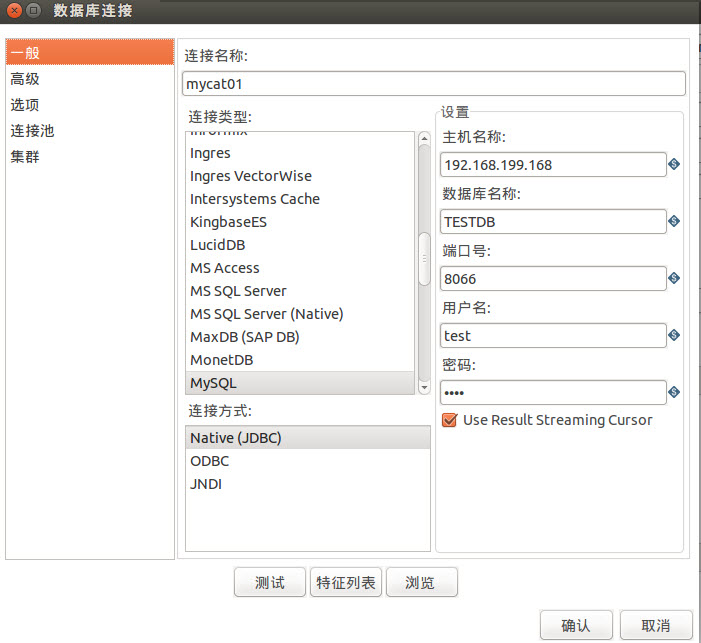 数据库连接
一般
高级
选项
连接池
集群
连接名称:
mycat01
连接类型:
Informix
Ingres
Ingres VectorWise
Intersystems Cache
KingbaseES
LucidDB
MS Access
MS SQL Server
MS SQL Server (Native)
MaxDB (SAP DB)
MonetDB
MySQL
连接方式:
Native (JDBC)
ODBC
JNDI
设置
主机名称:
192.168.199.168
数据库名称:
TESTDB
端口号:
8066
用户名:
test
密码:
••••
Use Result Streaming Cursor
测试
特征列表
浏览
确认
取消